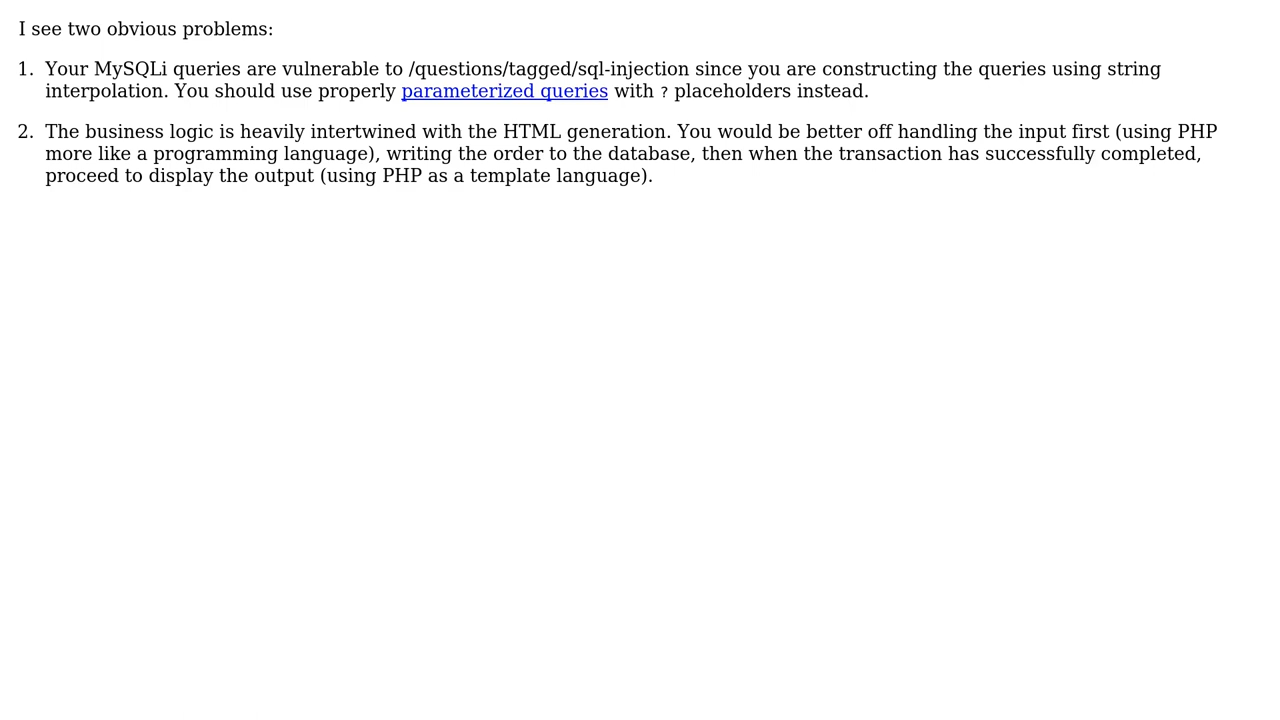 I see two obvious problems:
1. Your MySQLi queries are vulnerable to /questions/tagged/sql-injection since you are constructing the queries using string
interpolation. You should use properly parameterized queries with ? placeholders instead.
2. The business logic is heavily intertwined with the HTML generation. You would be better off handling the input first (using PHP
more like a programming language), writing the order to the database, then when the transaction has successfully completed,
proceed to display the output (using PHP as a template language).